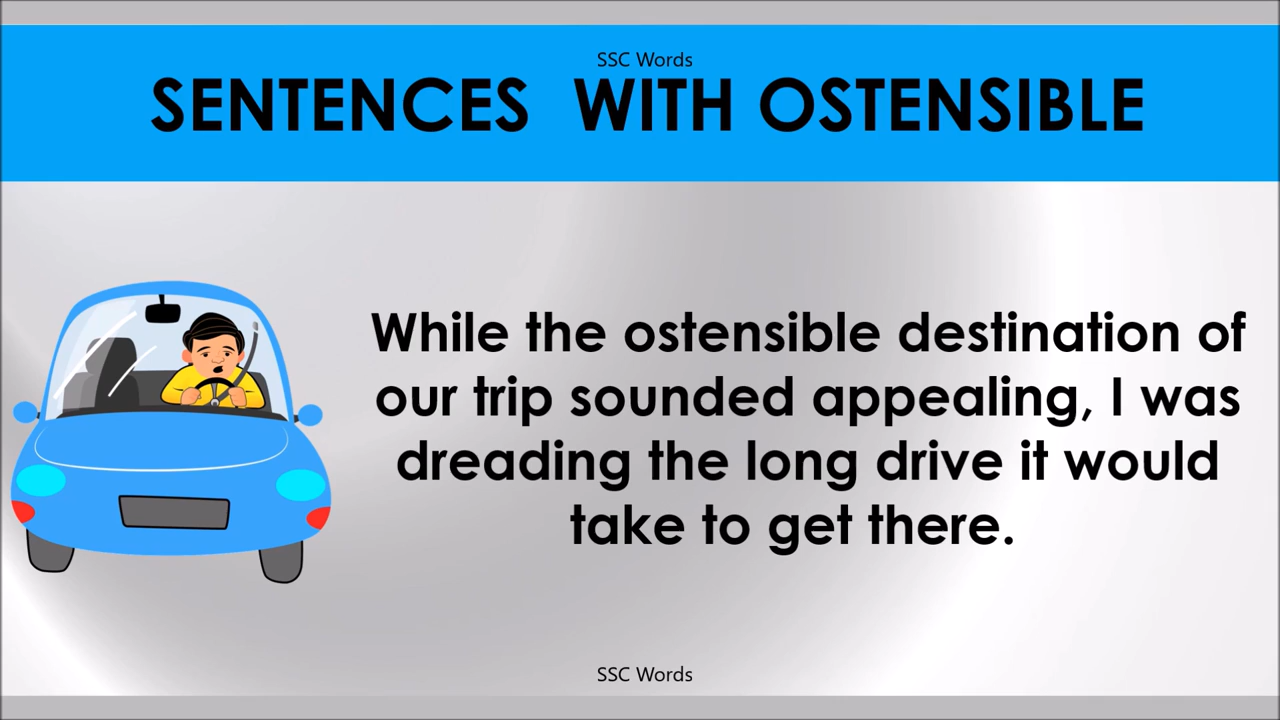 SSC Words
SENTENCES WITH OSTENSIBLE
While the ostensible destination of
our trip sounded appealing, I was
dreading the long drive it would
take to get there.
SSC Words